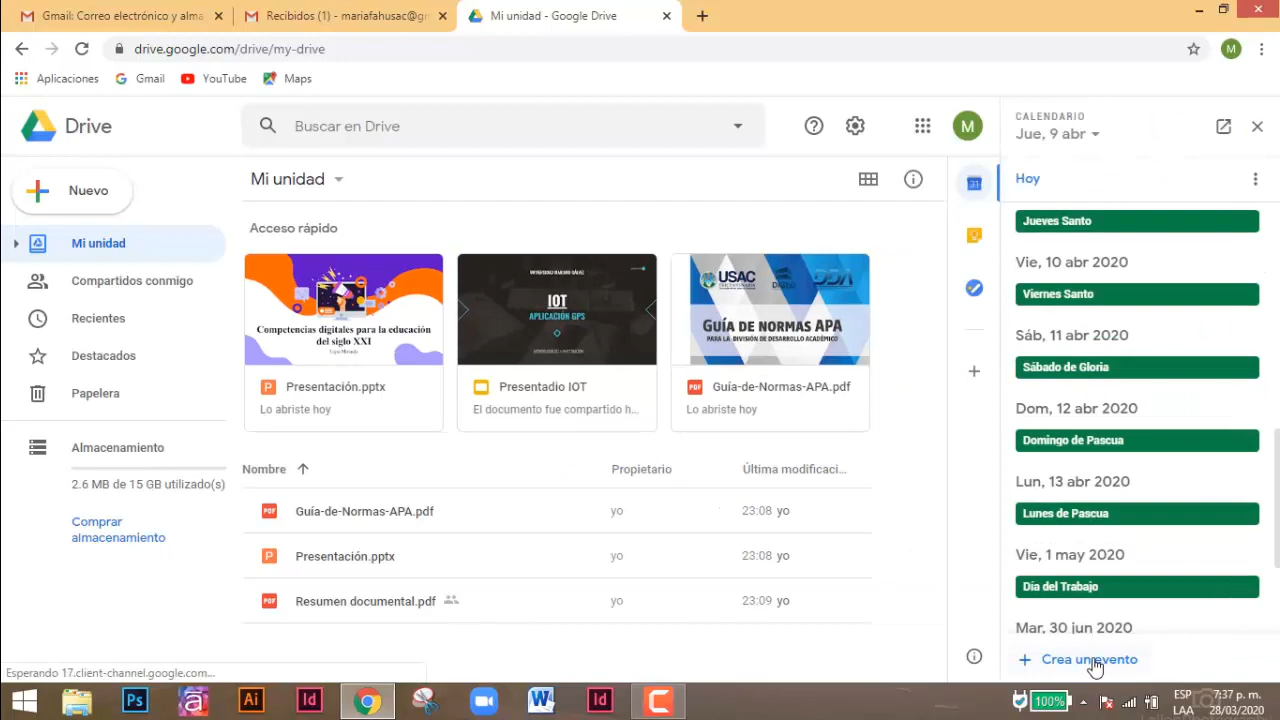 Gmail: Correo electrónico y alma
Recibidos (1) - mariafahusac@g
Mi unidad - Google Drive
drive.google.com/drive/my-drive
M
Aplicaciones
Gmail
YouTube
Maps
Drive
Buscar en Drive
M
CALENDARIO
Jue, 9 abr
Nuevo
Mi unidad
31
Hoy
Mi unidad
Compartidos conmigo
Recientes
Destacados
Papelera
Almacenamiento
2.6 MB de 15 GB utilizado(s)
Comprar
almacenamiento
Acceso rápido
Competencias digitales para la educación
del siglo XXI
P Presentación.pptx
Lo abriste hoy
IOT
APLICACIÓN GPS
Presentadio IOT
El documento fue compartido h...
USAC
DDA
GUÍA DE NORMAS APA
PARA LA DIVISIÓN DE DESARROLLO ACADÉMICO
PDF Guía-de-Normas-APA.pdf
Lo abriste hoy
Nombre Propietario Última modificaci...
PDF Guía-de-Normas-APA.pdf yo 23:08 yo
P Presentación.pptx yo 23:08 yo
PDF Resumen documental.pdf yo 23:09 yo
Jueves Santo
Vie, 10 abr 2020
Viernes Santo
Sáb, 11 abr 2020
Sábado de Gloria
Dom, 12 abr 2020
Domingo de Pascua
Lun, 13 abr 2020
Lunes de Pascua
Vie, 1 may 2020
Día del Trabajo
Mar, 30 jun 2020
Crea un evento
Esperando 17.client-channel.google.com...
Ps
Ai
Id
W
Id
C
100%
ESP
LAA
7:37 p. m.
28/03/2020